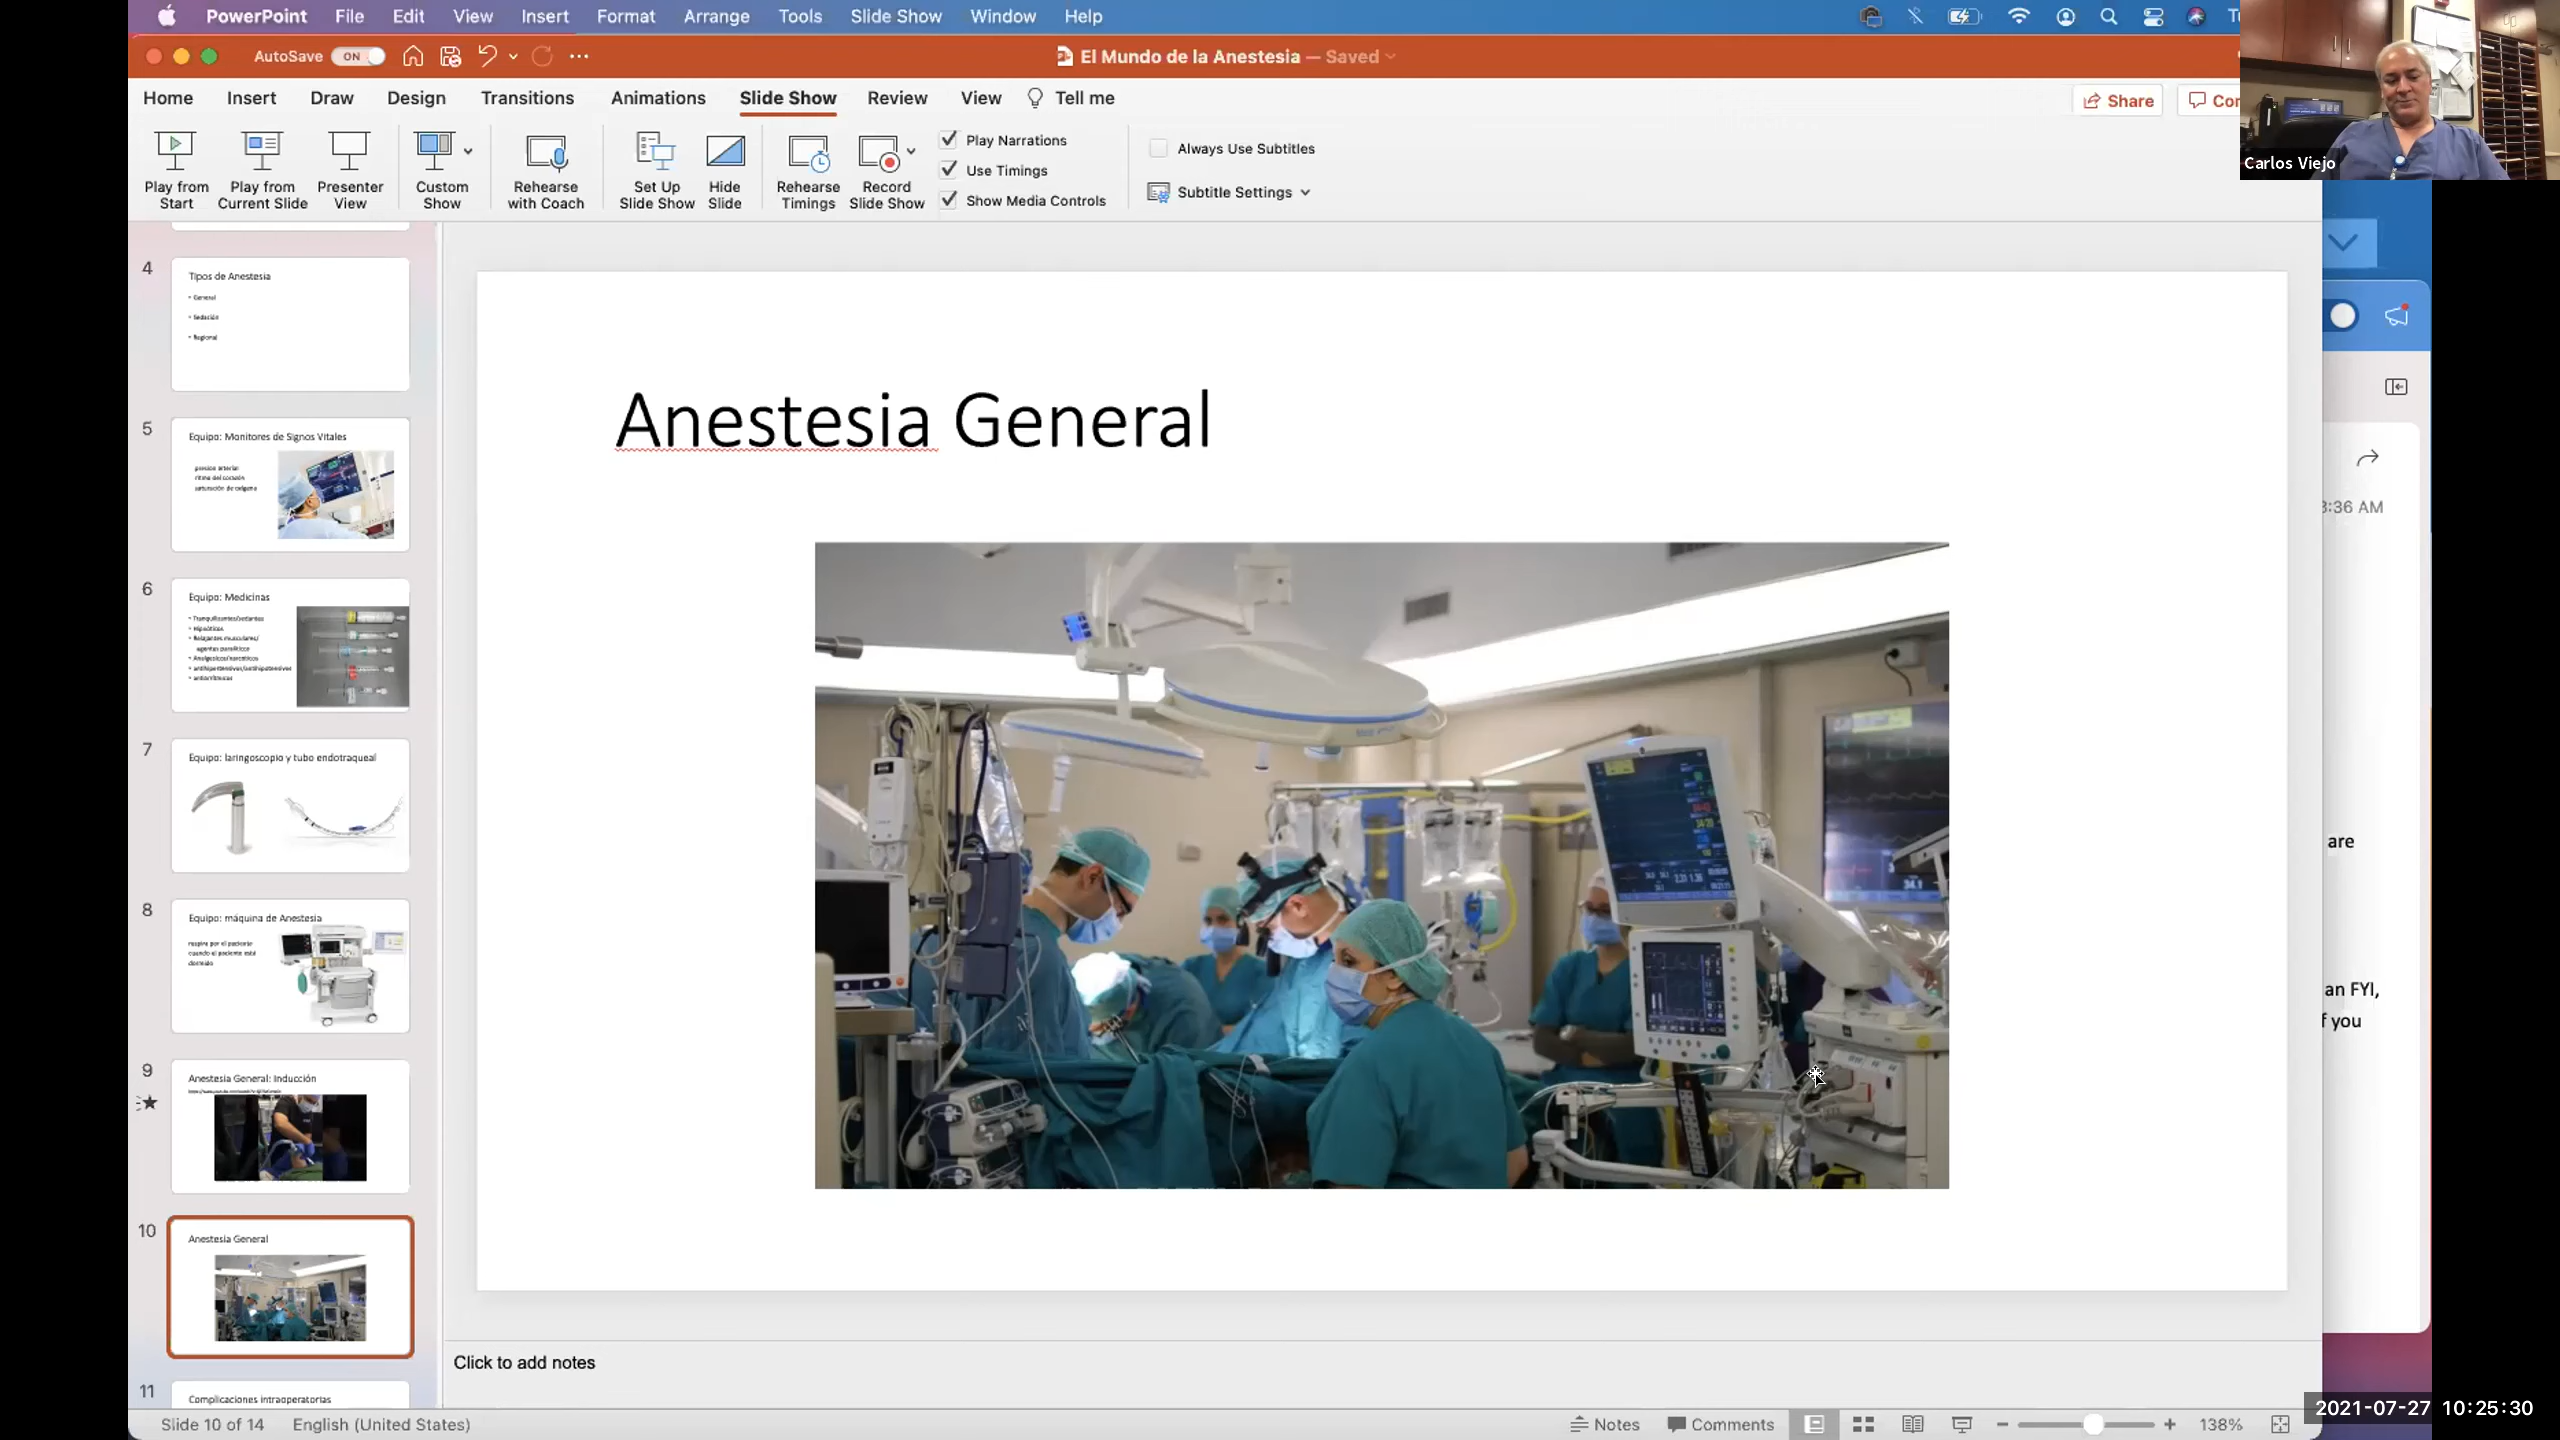 PowerPoint File Edit View Insert Format Arrange Tools Slide Show Window Help
AutoSave ON El Mundo de la Anestesia — Saved
Home Insert Draw Design Transitions Animations Slide Show Review View Tell me Share
Play from Start
Play from Current Slide
Presenter View
Custom Show
Rehearse with Coach
Set Up Slide Show
Hide Slide
Rehearse Timings
Record Slide Show
Play Narrations
Use Timings
Show Media Controls
Always Use Subtitles
Subtitle Settings
Carlos Viejo
4
Tipos de Anestesia
• General
• Sedación
• Regional
5
Equipo: Monitores de Signos Vitales
presion arterial
ritmo del corazón
saturación de oxígeno
6
Equipo: Medicinas
• Tranquilizantes/sedantes
• Hipnóticos
• Relajantes musculares/
agentes paralíticos
• Analgesicos/narcoticos
• antihipertensivos/antihipotensivos
• antiarrítmicos
7
Equipo: laringoscopio y tubo endotraqueal
8
Equipo: máquina de Anestesia
respira por el paciente
cuando el paciente está
dormido
9
Anestesia General: Inducción
10
Anestesia General
11
Complicaciones intraoperatorias
Anestesia General
3:36 AM
are
an FYI,
f you
Click to add notes
Slide 10 of 14 English (United States) Notes Comments 138%
2021-07-27 10:25:30